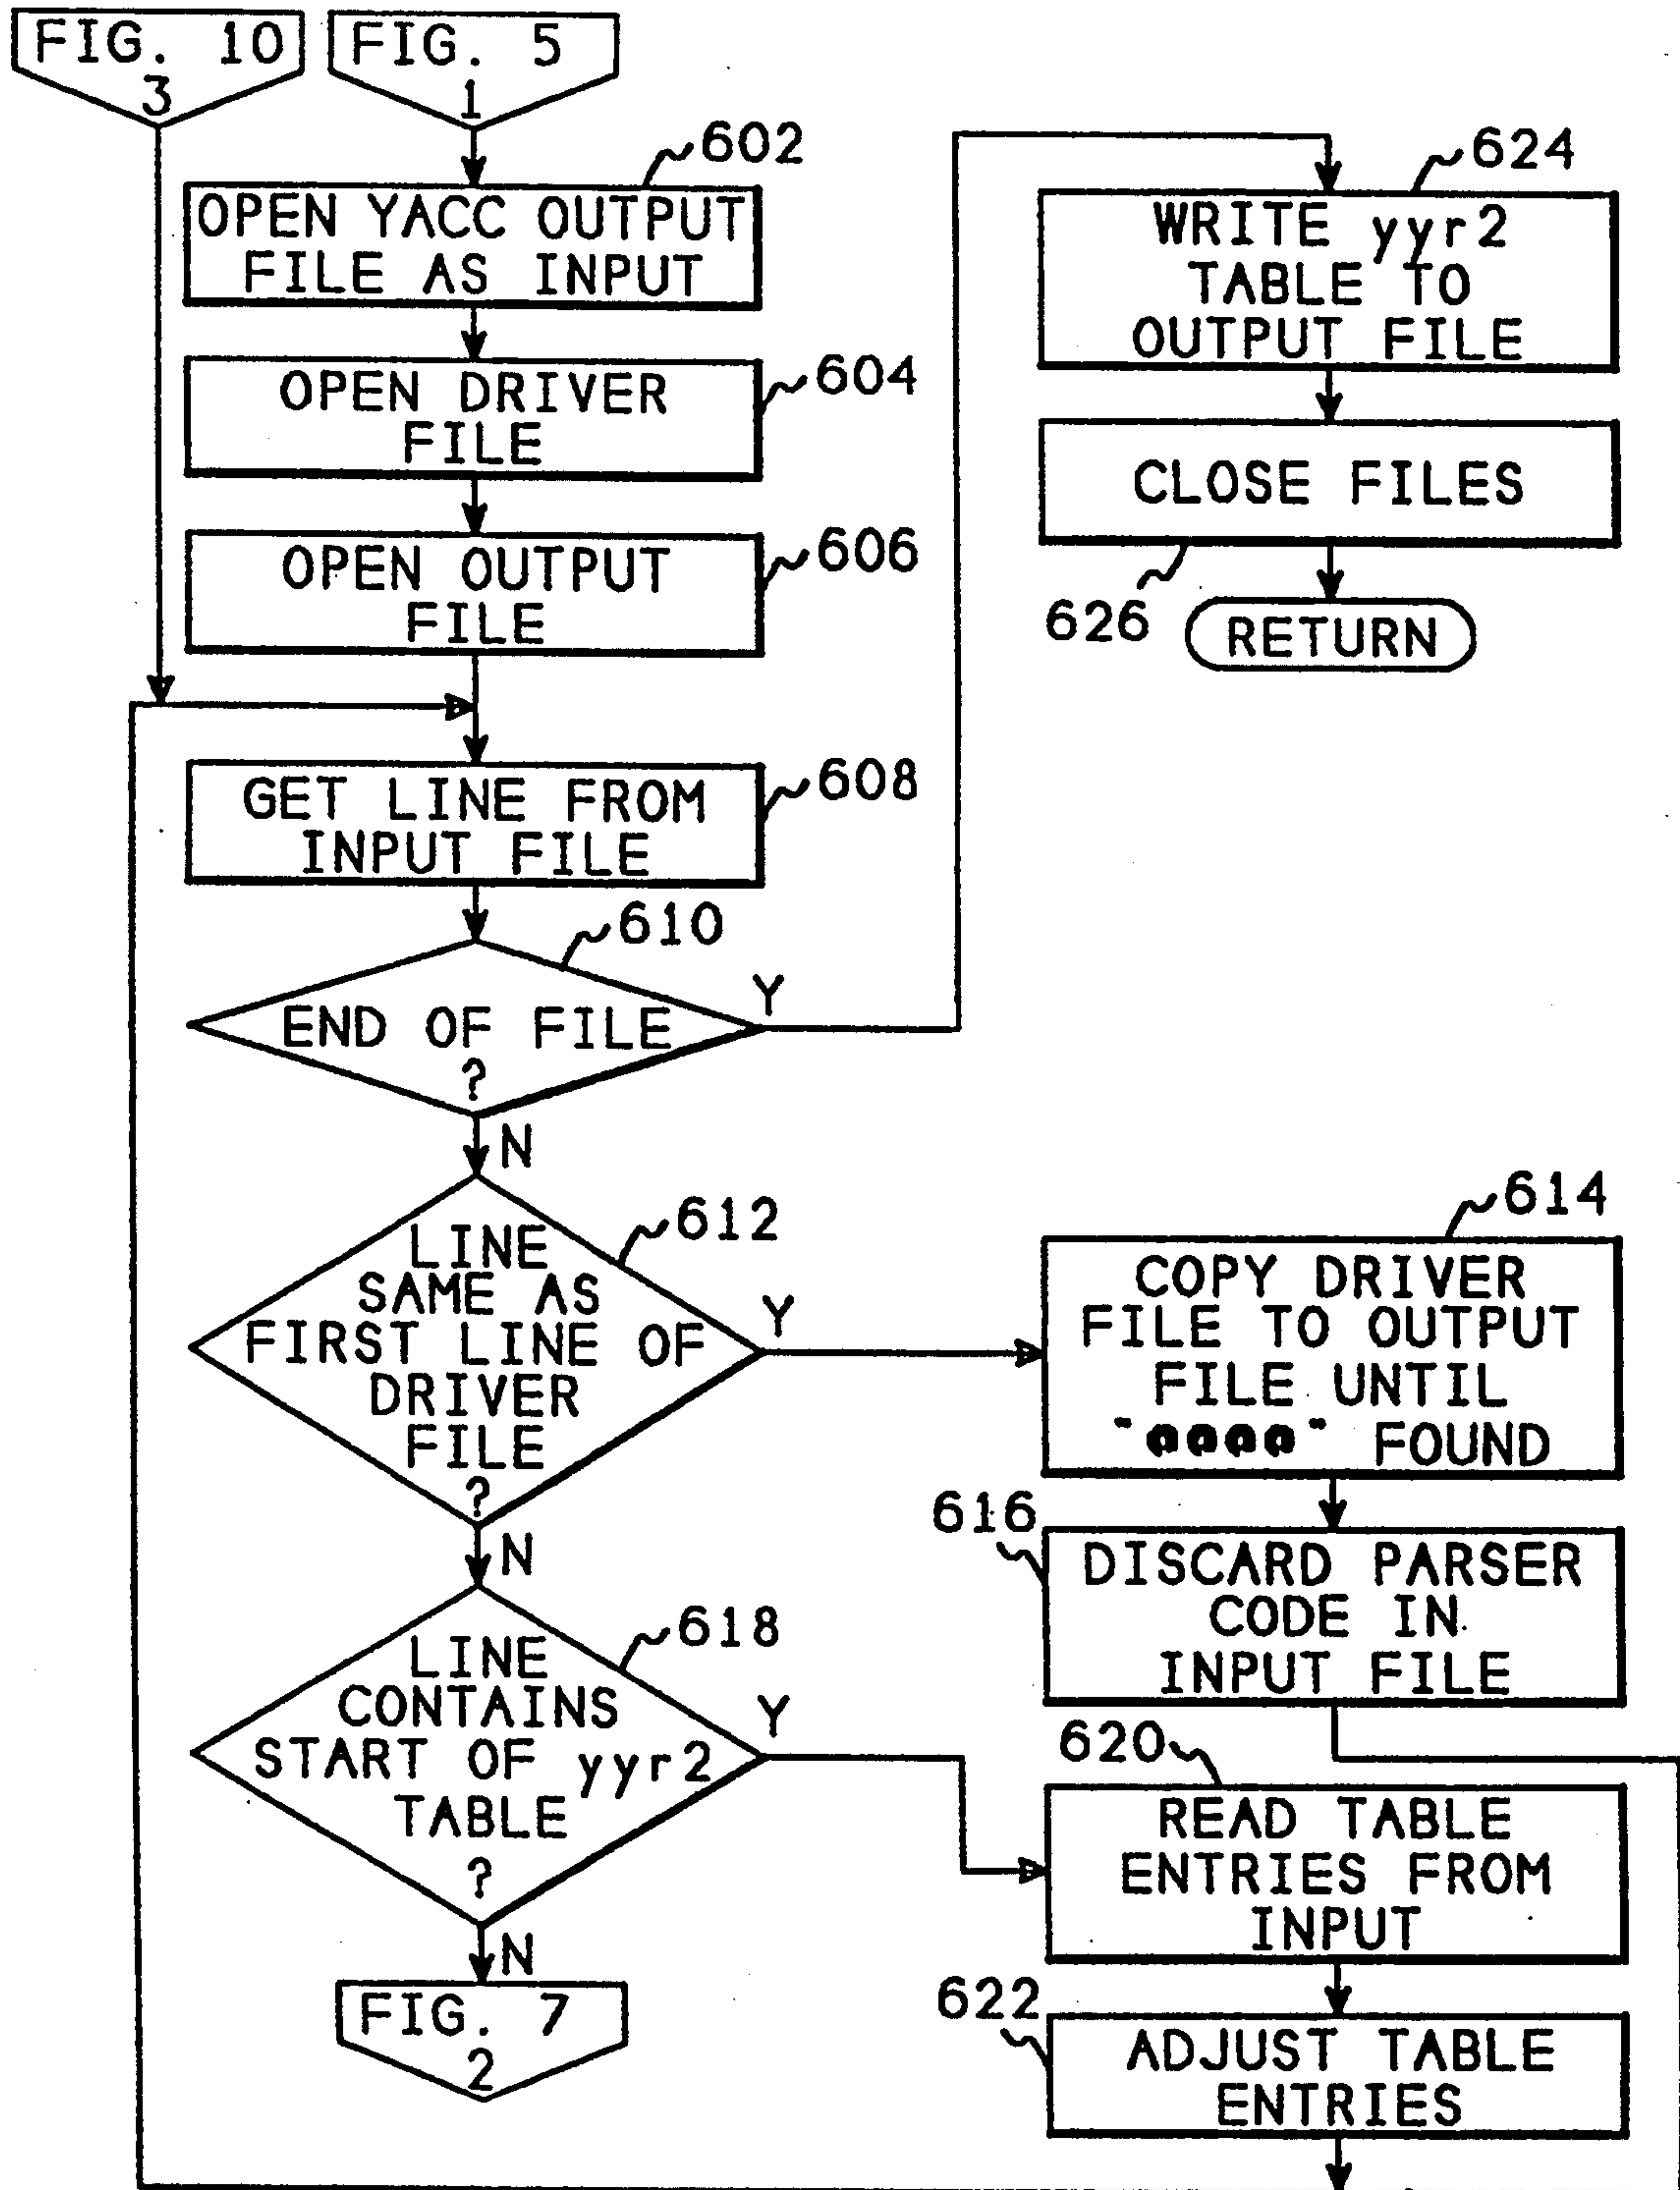 FIG. 10
3
FIG. 5
1
602
OPEN YACC OUTPUT
FILE AS INPUT
604
OPEN DRIVER
FILE
606
OPEN OUTPUT
FILE
608
GET LINE FROM
INPUT FILE
610
END OF FILE
?
Y
N
624
WRITE yyr2
TABLE TO
OUTPUT FILE
CLOSE FILES
626
RETURN
612
LINE
SAME AS
FIRST LINE OF
DRIVER
FILE
?
Y
N
614
COPY DRIVER
FILE TO OUTPUT
FILE UNTIL
"@@@@" FOUND
616
DISCARD PARSER
CODE IN
INPUT FILE
618
LINE
CONTAINS
START OF yyr2
TABLE
?
Y
N
620
READ TABLE
ENTRIES FROM
INPUT
622
ADJUST TABLE
ENTRIES
FIG. 7
2